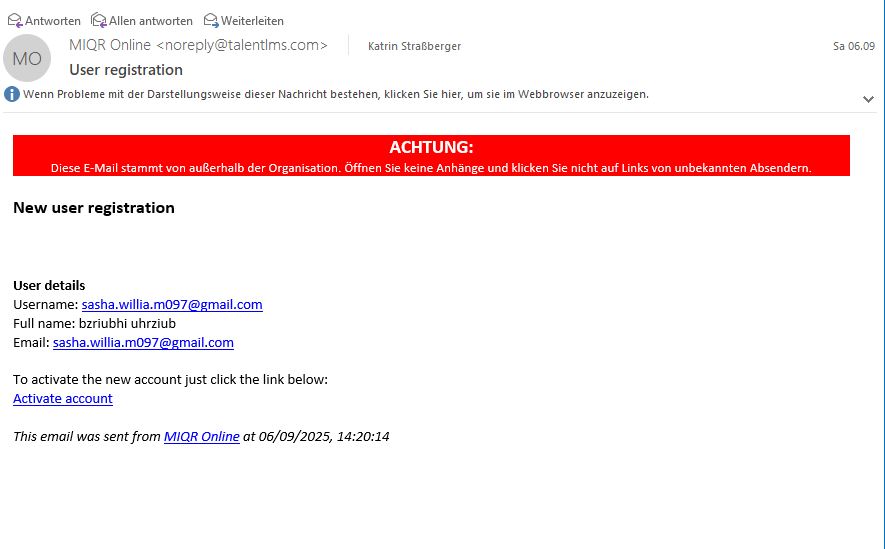 Antworten Allen antworten Weiterleiten
MO
MIQR Online <noreply@talentlms.com> Katrin Straßberger Sa 06.09
User registration
Wenn Probleme mit der Darstellungsweise dieser Nachricht bestehen, klicken Sie hier, um sie im Webbrowser anzuzeigen.
ACHTUNG:
Diese E-Mail stammt von außerhalb der Organisation. Öffnen Sie keine Anhänge und klicken Sie nicht auf Links von unbekannten Absendern.
New user registration
User details
Username: sasha.willia.m097@gmail.com
Full name: bzriubhi uhrziub
Email: sasha.willia.m097@gmail.com
To activate the new account just click the link below:
Activate account
This email was sent from MIQR Online at 06/09/2025, 14:20:14